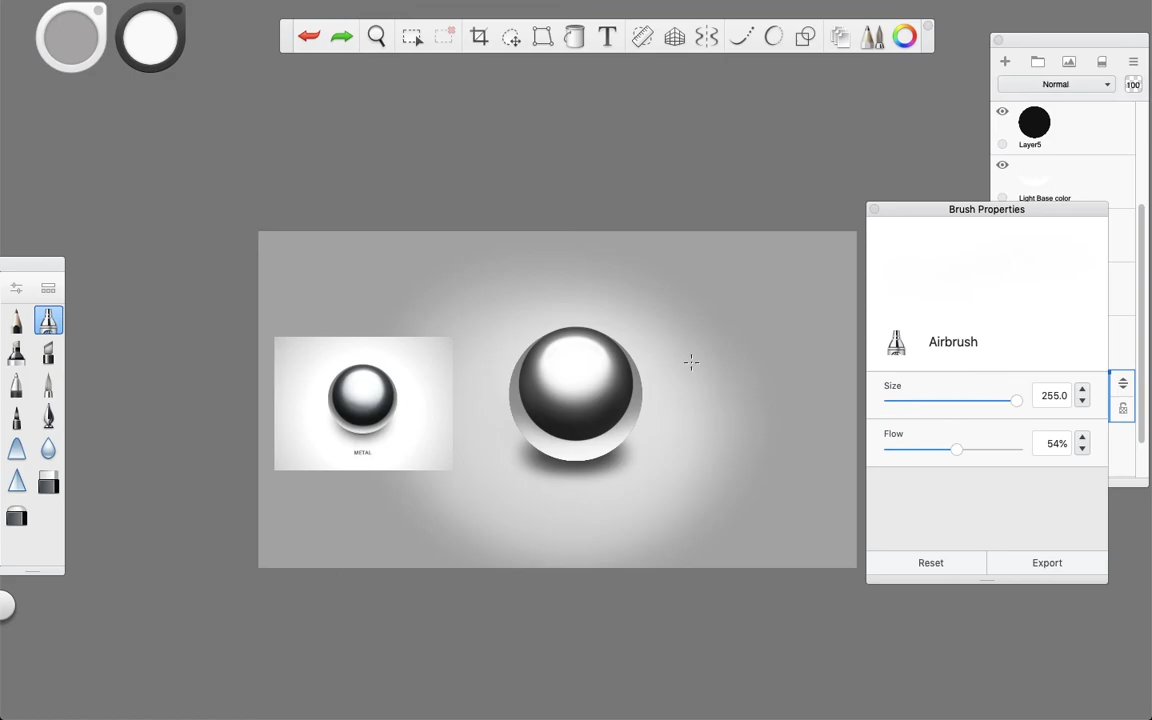 T
Normal
100
Layer5
Light Base color
Brush Properties
Airbrush
Size
255.0
Flow
54%
Reset
Export
METAL